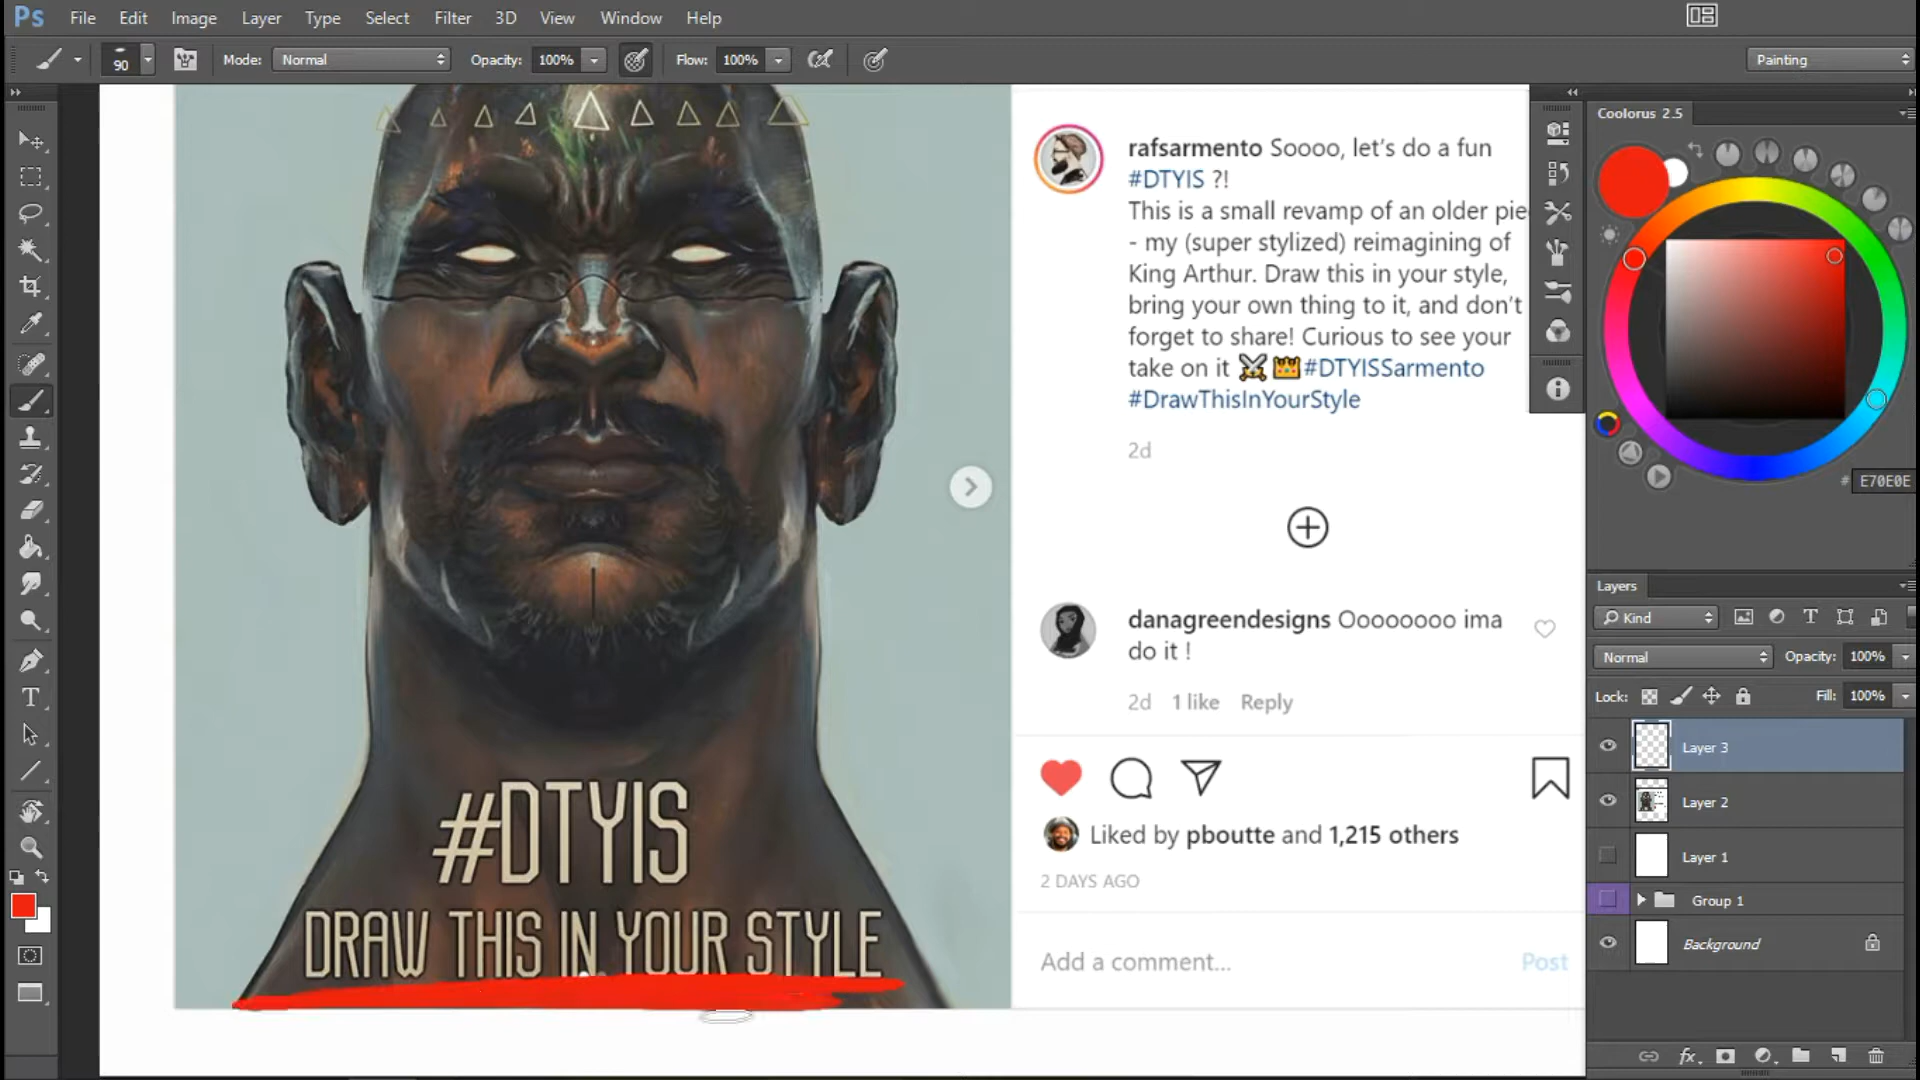 Ps File Edit Image Layer Type Select Filter 3D View Window Help
90 Mode: Normal Opacity: 100% Flow: 100% Painting
Coolorus 2.5
# E70E0E
rafsarmento Soooo, let's do a fun
#DTYIS ?!
This is a small revamp of an older pie
- my (super stylized) reimagining of
King Arthur. Draw this in your style,
bring your own thing to it, and don't
forget to share! Curious to see your
take on it ⚔️👑#DTYISSarmento
#DrawThisInYourStyle
2d
danagreendesigns Oooooooo ima
do it !
2d 1 like Reply
Liked by pboutte and 1,215 others
2 DAYS AGO
Add a comment... Post
#DTYIS
DRAW THIS IN YOUR STYLE
Layers
Kind
Normal Opacity: 100%
Lock: Fill: 100%
Layer 3
Layer 2
Layer 1
Group 1
Background
fx